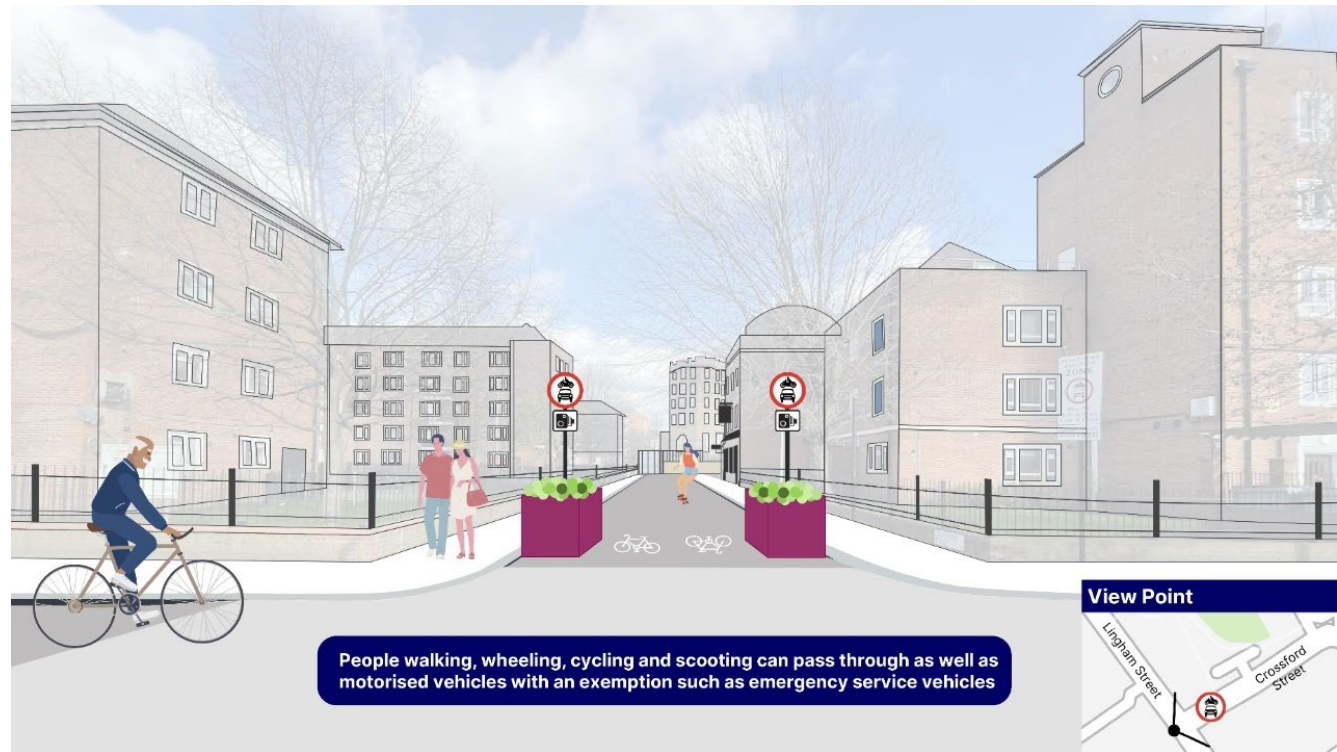 People walking, wheeling, cycling and scooting can pass through as well as
motorised vehicles with an exemption such as emergency service vehicles
View Point
Lingham Street
Crossford
Street